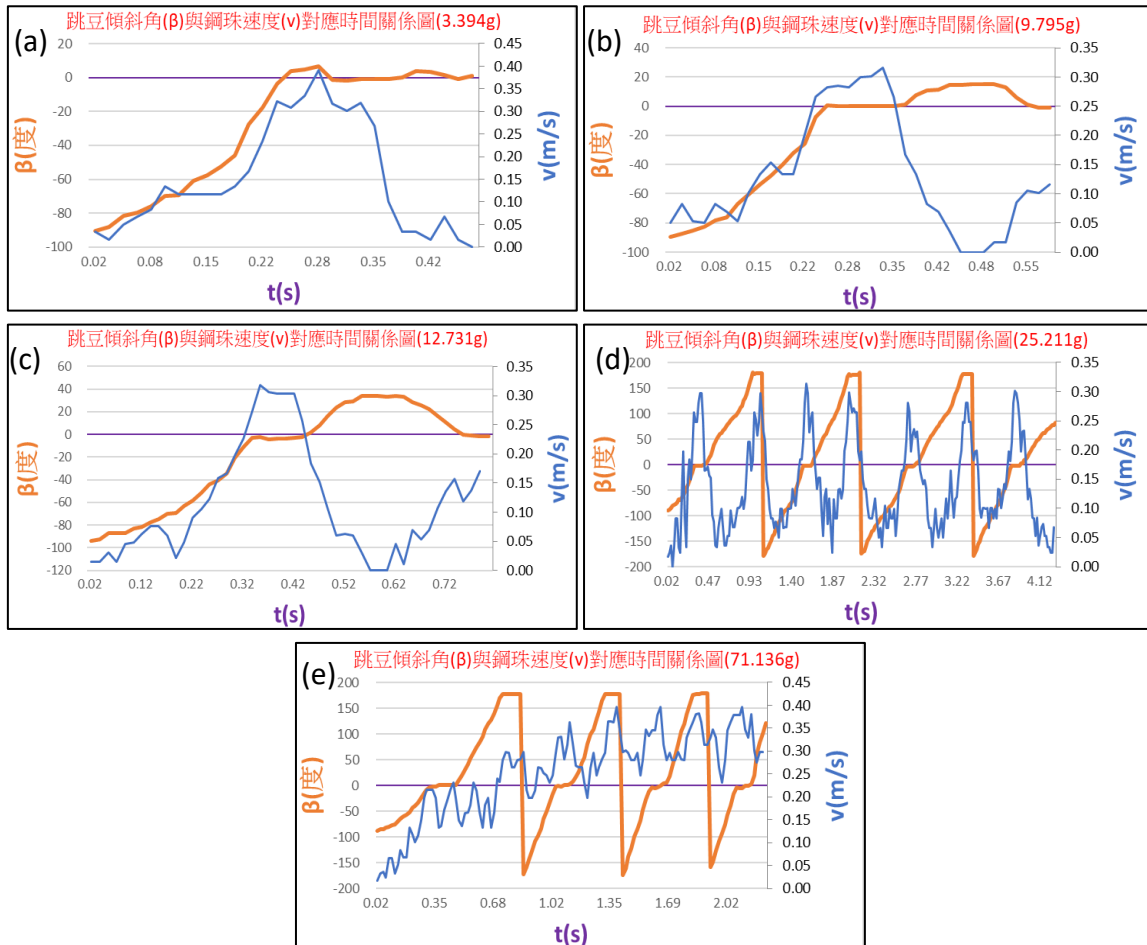 (a)
跳豆傾斜角(β)與鋼珠速度(v)對應時間關係圖(3.394g)
20
0
-20
-40
-60
-80
-100
β(度)
0.45
0.40
0.35
0.30
0.25
0.20
0.15
0.10
0.05
0.00
v(m/s)
0.02 0.08 0.15 0.22 0.28 0.35 0.42
t(s)
(b)
跳豆傾斜角(β)與鋼珠速度(v)對應時間關係圖(9.795g)
40
20
0
-20
-40
-60
-80
-100
β(度)
0.35
0.30
0.25
0.20
0.15
0.10
0.05
0.00
v(m/s)
0.02 0.08 0.15 0.22 0.28 0.35 0.42 0.48 0.55
t(s)
(c)
跳豆傾斜角(β)與鋼珠速度(v)對應時間關係圖(12.731g)
60
40
20
0
-20
-40
-60
-80
-100
-120
β(度)
0.35
0.30
0.25
0.20
0.15
0.10
0.05
0.00
v(m/s)
0.02 0.12 0.22 0.32 0.42 0.52 0.62 0.72
t(s)
(d)
跳豆傾斜角(β)與鋼珠速度(v)對應時間關係圖(25.211g)
200
150
100
50
0
-50
-100
-150
-200
β(度)
0.35
0.30
0.25
0.20
0.15
0.10
0.05
0.00
v(m/s)
0.02 0.47 0.93 1.40 1.87 2.32 2.77 3.22 3.67 4.12
t(s)
(e)
跳豆傾斜角(β)與鋼珠速度(v)對應時間關係圖(71.136g)
200
150
100
50
0
-50
-100
-150
-200
β(度)
0.45
0.40
0.35
0.30
0.25
0.20
0.15
0.10
0.05
0.00
v(m/s)
0.02 0.35 0.68 1.02 1.35 1.69 2.02
t(s)